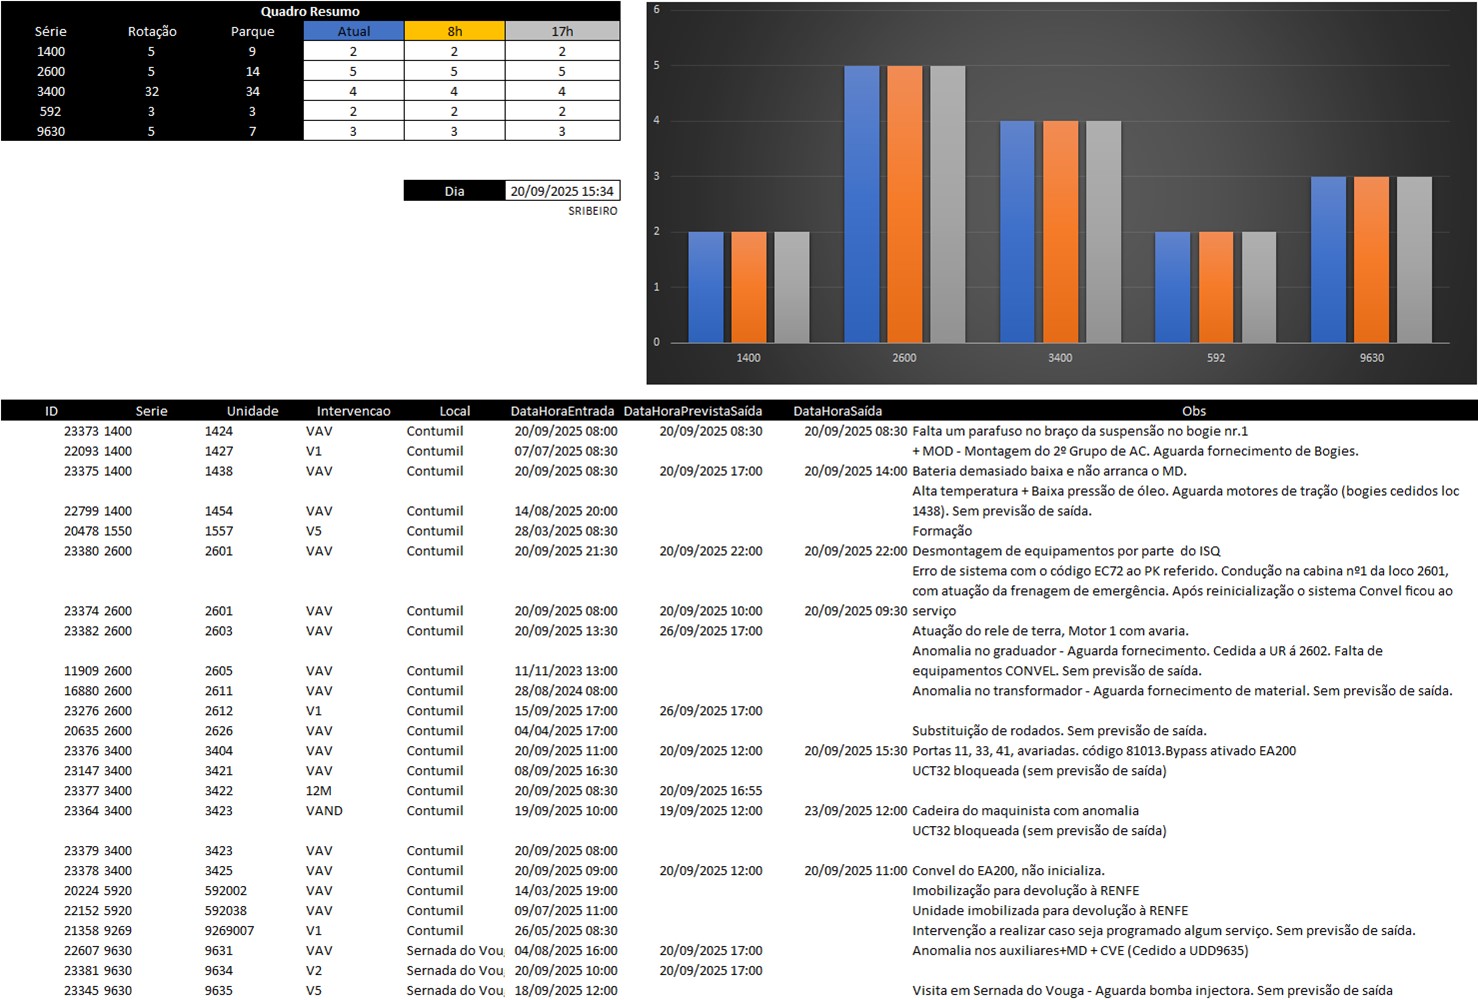 Quadro Resumo
Série Rotação Parque Atual 8h 17h
1400 5 9 2 2 2
2600 5 14 5 5 5
3400 32 34 4 4 4
592 3 3 2 2 2
9630 5 7 3 3 3
Dia 20/09/2025 15:34
SRIBEIRO
6
5
4
3
2
1
0
1400 2600 3400 592 9630
ID Serie Unidade Intervencao Local DataHoraEntrada DataHoraPrevistaSaída DataHoraSaída Obs
23373 1400 1424 VAV Contumil 20/09/2025 08:00 20/09/2025 08:30 20/09/2025 08:30 Falta um parafuso no braço da suspensão no bogie nr.1
22093 1400 1427 V1 Contumil 07/07/2025 08:30 + MOD - Montagem do 2º Grupo de AC. Aguarda fornecimento de Bogies.
23375 1400 1438 VAV Contumil 20/09/2025 08:30 20/09/2025 17:00 20/09/2025 14:00 Bateria demasiado baixa e não arranca o MD.
Alta temperatura + Baixa pressão de óleo. Aguarda motores de tração (bogies cedidos loc
22799 1400 1454 VAV Contumil 14/08/2025 20:00 1438). Sem previsão de saída.
20478 1550 1557 V5 Contumil 28/03/2025 08:30 Formação
23380 2600 2601 VAV Contumil 20/09/2025 21:30 20/09/2025 22:00 20/09/2025 22:00 Desmontagem de equipamentos por parte  do ISQ
Erro de sistema com o código EC72 ao PK referido. Condução na cabina nº1 da loco 2601,
com atuação da frenagem de emergência. Após reinicialização o sistema Convel ficou ao
23374 2600 2601 VAV Contumil 20/09/2025 08:00 20/09/2025 10:00 20/09/2025 09:30 serviço
23382 2600 2603 VAV Contumil 20/09/2025 13:30 26/09/2025 17:00 Atuação do rele de terra, Motor 1 com avaria.
Anomalia no graduador - Aguarda fornecimento. Cedida a UR á 2602. Falta de
11909 2600 2605 VAV Contumil 11/11/2023 13:00 equipamentos CONVEL. Sem previsão de saída.
16880 2600 2611 VAV Contumil 28/08/2024 08:00 Anomalia no transformador - Aguarda fornecimento de material. Sem previsão de saída.
23276 2600 2612 V1 Contumil 15/09/2025 17:00 26/09/2025 17:00
20635 2600 2626 VAV Contumil 04/04/2025 17:00 Substituição de rodados. Sem previsão de saída.
23376 3400 3404 VAV Contumil 20/09/2025 11:00 20/09/2025 12:00 20/09/2025 15:30 Portas 11, 33, 41, avariadas. código 81013.Bypass ativado EA200
23147 3400 3421 VAV Contumil 08/09/2025 16:30 UCT32 bloqueada (sem previsão de saída)
23377 3400 3422 12M Contumil 20/09/2025 08:30 20/09/2025 16:55
23364 3400 3423 VAND Contumil 19/09/2025 10:00 19/09/2025 12:00 23/09/2025 12:00 Cadeira do maquinista com anomalia
UCT32 bloqueada (sem previsão de saída)
23379 3400 3423 VAV Contumil 20/09/2025 08:00
23378 3400 3425 VAV Contumil 20/09/2025 09:00 20/09/2025 12:00 20/09/2025 11:00 Convel do EA200, não inicializa.
20224 5920 592002 VAV Contumil 14/03/2025 19:00 Imobilização para devolução à RENFE
22152 5920 592038 VAV Contumil 09/07/2025 11:00 Unidade imobilizada para devolução à RENFE
21358 9269 9269007 V1 Contumil 26/05/2025 08:30 Intervenção a realizar caso seja programado algum serviço. Sem previsão de saída.
22607 9630 9631 VAV Sernada do Vou 04/08/2025 16:00 20/09/2025 17:00 Anomalia nos auxiliares+MD + CVE (Cedido a UDD9635)
23381 9630 9634 V2 Sernada do Vou 20/09/2025 10:00 20/09/2025 17:00
23345 9630 9635 V5 Sernada do Vou 18/09/2025 12:00 Visita em Sernada do Vouga - Aguarda bomba injectora. Sem previsão de saída